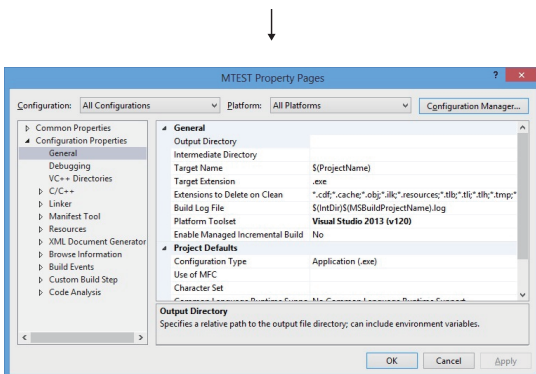 MTEST Property Pages
? ×
Configuration: All Configurations Platform: All Platforms Configuration Manager...
Common Properties
Configuration Properties
General
Debugging
VC++ Directories
C/C++
Linker
Manifest Tool
Resources
XML Document Generator
Browse Information
Build Events
Custom Build Step
Code Analysis
General
Output Directory
Intermediate Directory
Target Name $(ProjectName)
Target Extension .exe
Extensions to Delete on Clean *.cdf;*.cache;*.obj;*.ilk;*.resources;*.tlb;*.tli;*.tlh;*.tmp;*
Build Log File $(IntDir)$(MSBuildProjectName).log
Platform Toolset Visual Studio 2013 (v120)
Enable Managed Incremental Build No
Project Defaults
Configuration Type Application (.exe)
Use of MFC
Character Set
Common Language Runtime Suppo No Common Language Runtime Support
Output Directory
Specifies a relative path to the output file directory; can include environment variables.
OK Cancel Apply